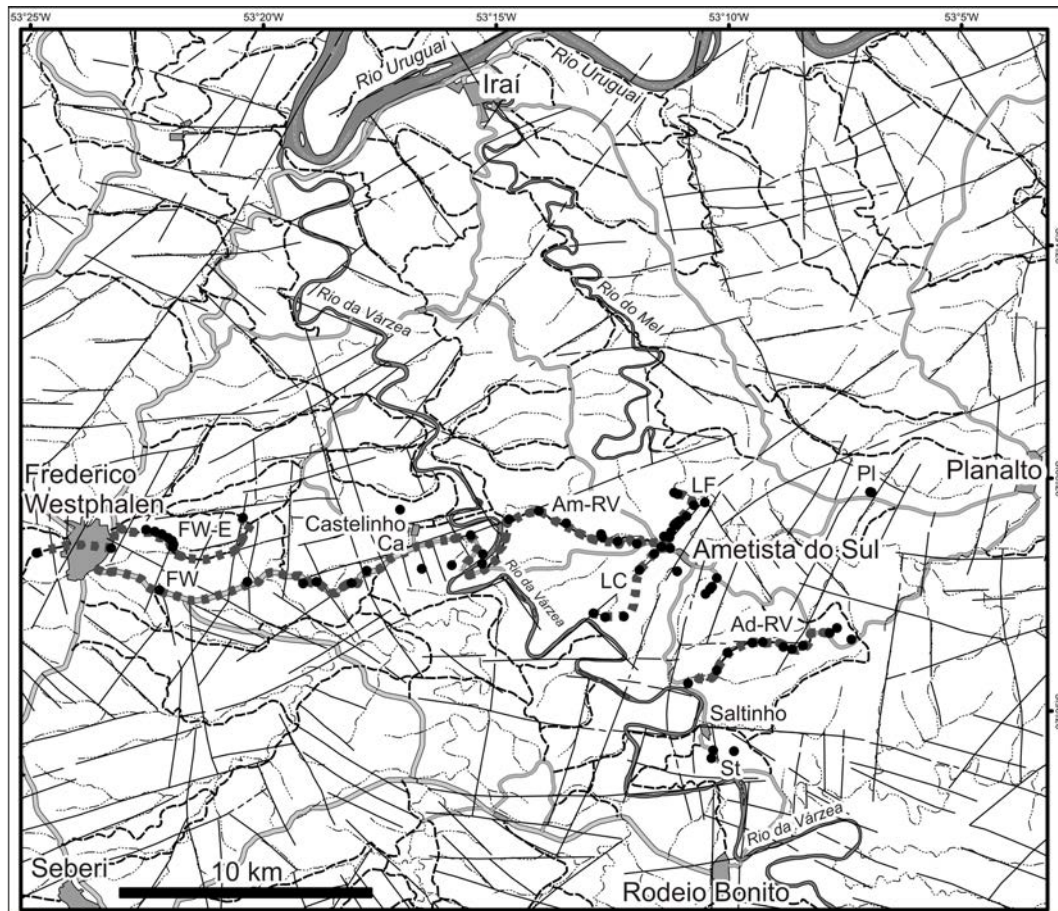 53°25'W
53°20'W
53°15'W
53°10'W
53°5'W
Rio Uruguai
Rio Uruguai
Iraí
Rio da Várzea
Rio do Mel
Frederico
Westphalen
FW-E
FW
Castelinho
Ca
Am-RV
LF
Pl
Planalto
Ametista do Sul
LC
Rio da Várzea
Ad-RV
Saltinho
St
Rio da Várzea
Seberi
10 km
Rodeio Bonito